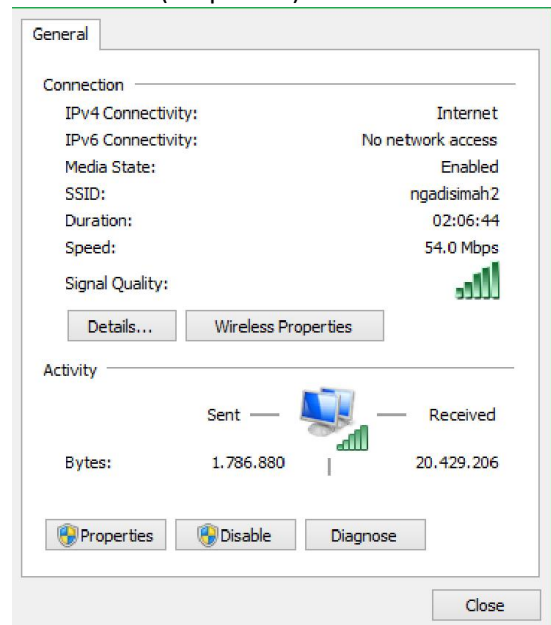 General
Connection
IPv4 Connectivity: Internet
IPv6 Connectivity: No network access
Media State: Enabled
SSID: ngadisimah2
Duration: 02:06:44
Speed: 54.0 Mbps
Signal Quality:
Details... Wireless Properties
Activity
Sent Received
Bytes: 1.786.880 20.429.206
Properties Disable Diagnose
Close